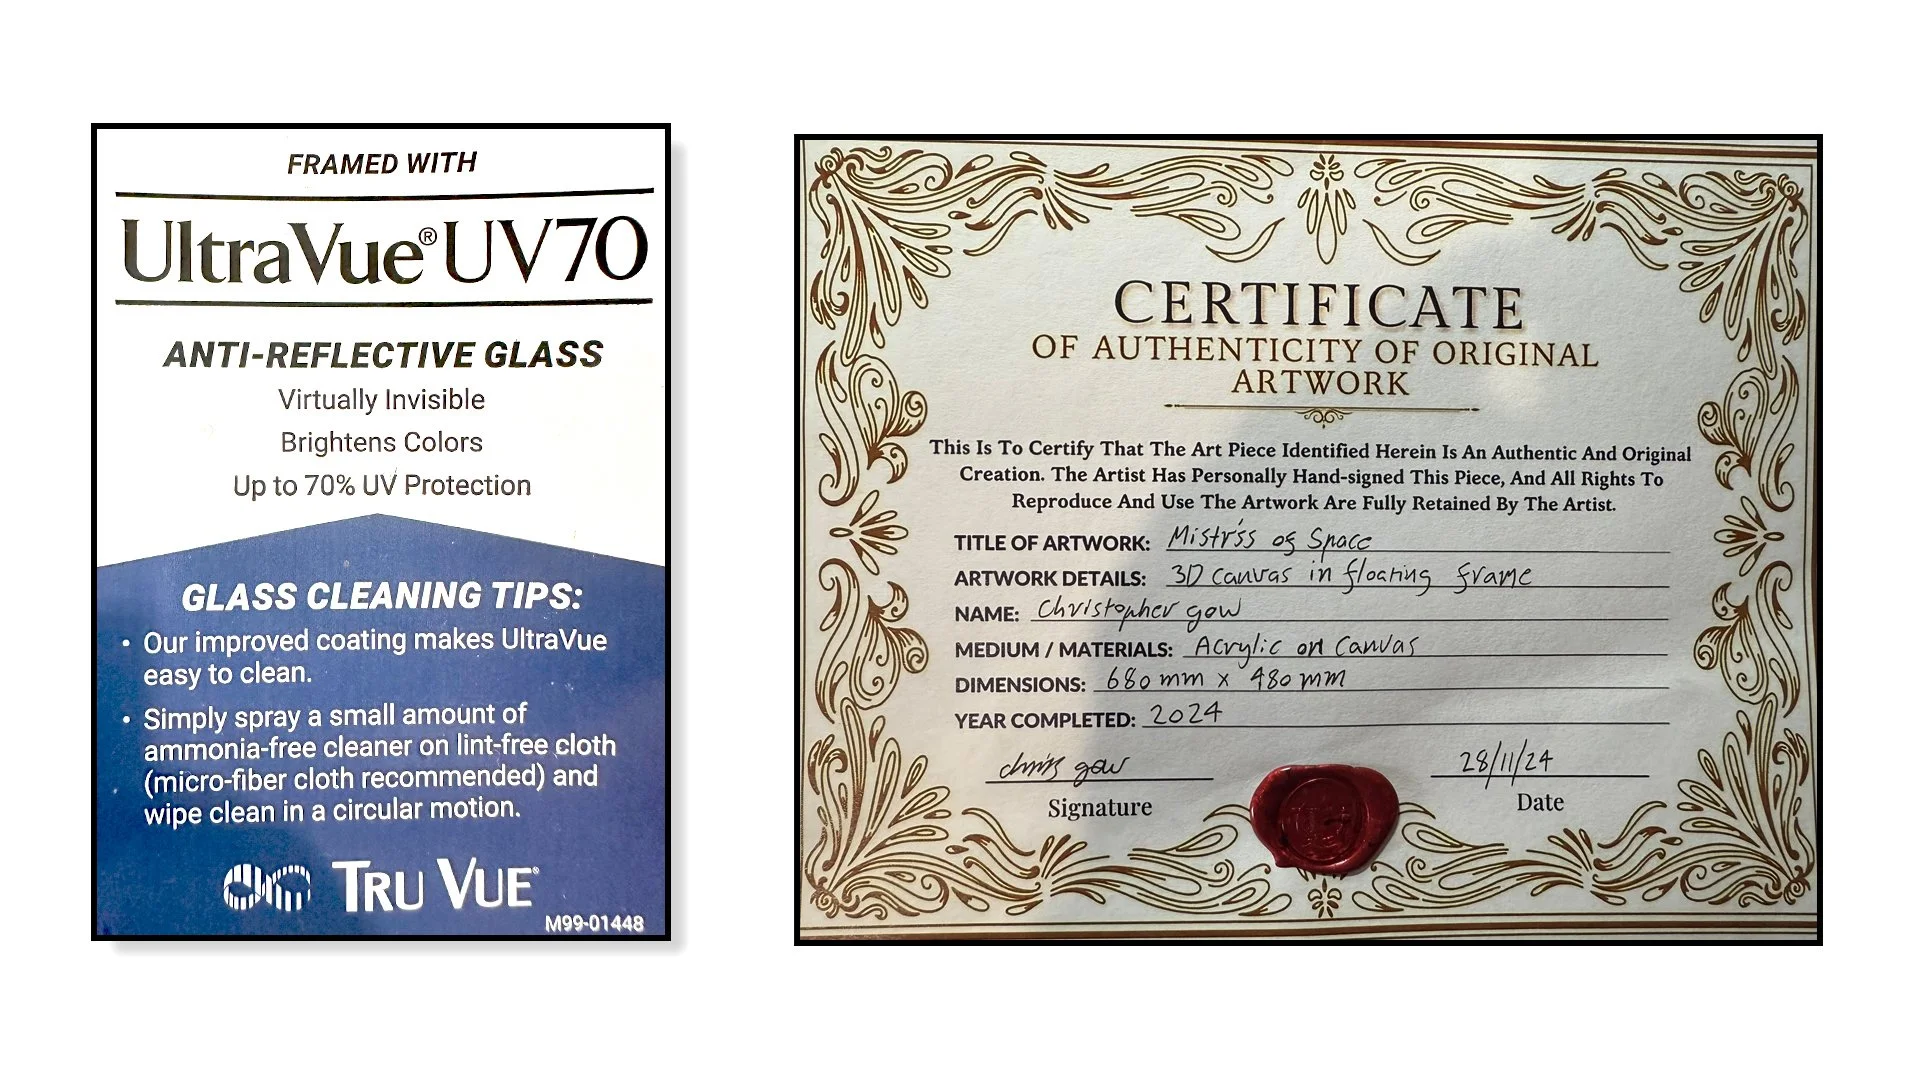 FRAMED WITH
UltraVue® UV70
ANTI-REFLECTIVE GLASS
Virtually Invisible
Brightens Colors
Up to 70% UV Protection
GLASS CLEANING TIPS:
• Our improved coating makes UltraVue
easy to clean.
• Simply spray a small amount of
ammonia-free cleaner on lint-free cloth
(micro-fiber cloth recommended) and
wipe clean in a circular motion.
TRU VUE®
M99-01448
CERTIFICATE
OF AUTHENTICITY OF ORIGINAL
ARTWORK
This Is To Certify That The Art Piece Identified Herein Is An Authentic And Original
Creation. The Artist Has Personally Hand-signed This Piece, And All Rights To
Reproduce And Use The Artwork Are Fully Retained By The Artist.
TITLE OF ARTWORK: Mistr'ss of Space
ARTWORK DETAILS: 3D canvas in floating frame
NAME: Christopher gow
MEDIUM / MATERIALS: Acrylic on Canvas
DIMENSIONS: 680 mm x 480 mm
YEAR COMPLETED: 2024
chris gow
28/11/24
Signature
Date